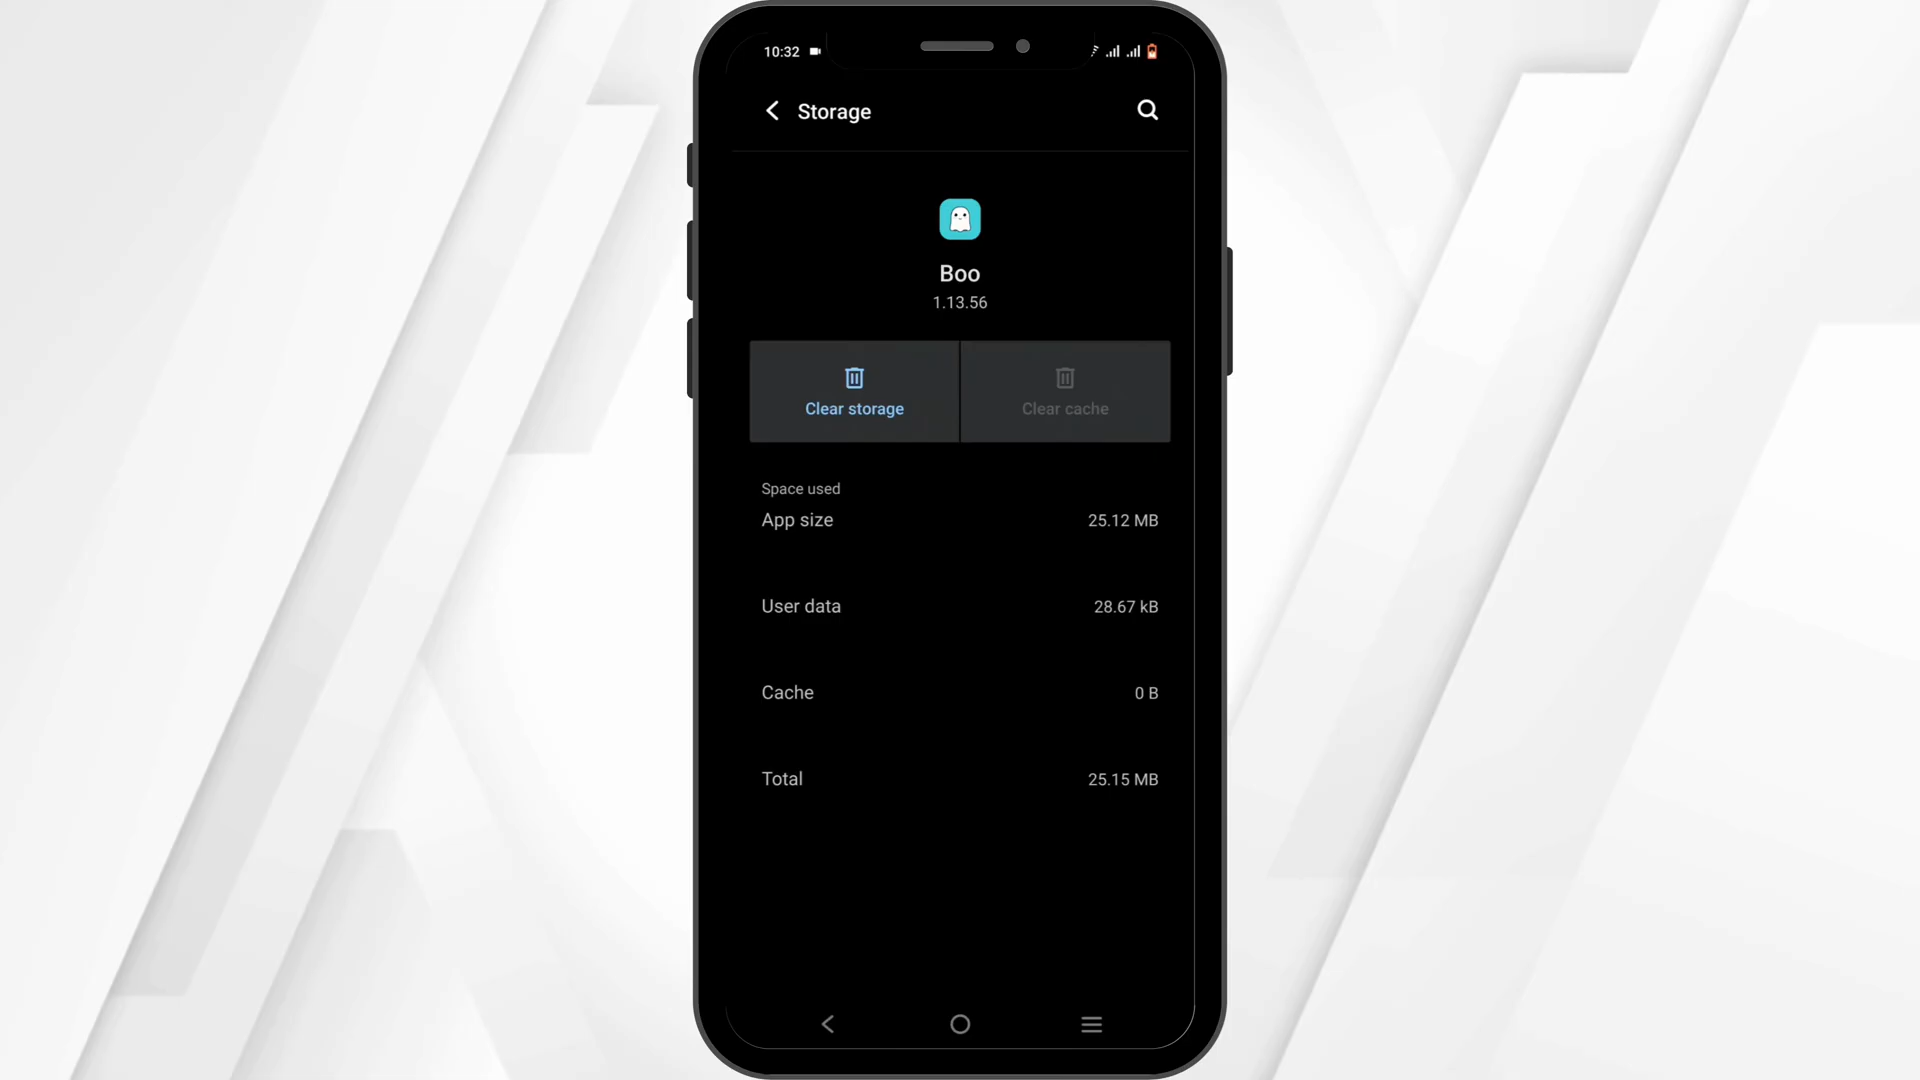 10:32
Storage
Boo
1.13.56
Clear storage
Clear cache
Space used
App size 25.12 MB
User data 28.67 kB
Cache 0 B
Total 25.15 MB